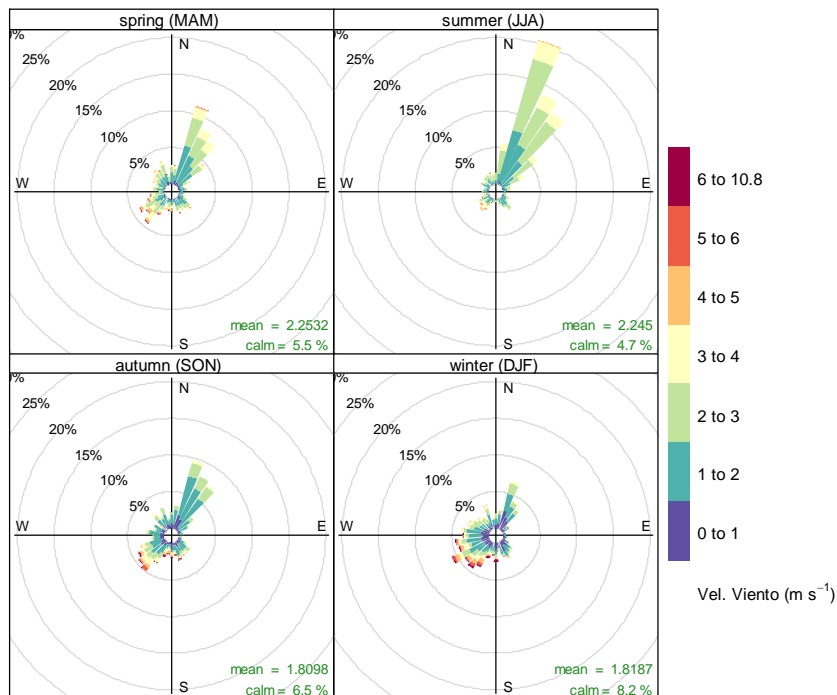 spring (MAM)
N
25%
20%
15%
10%
5%
W
E
S
mean = 2.2532
calm = 5.5 %
summer (JJA)
N
25%
20%
15%
10%
5%
W
E
S
mean = 2.245
calm = 4.7 %
autumn (SON)
%
N
25%
20%
15%
10%
5%
W
E
S
mean = 1.8098
calm = 6.5 %
winter (DJF)
%
N
25%
20%
15%
10%
5%
W
E
S
mean = 1.8187
calm = 8.2 %
6 to 10.8
5 to 6
4 to 5
3 to 4
2 to 3
1 to 2
0 to 1
Vel. Viento (m s⁻¹)